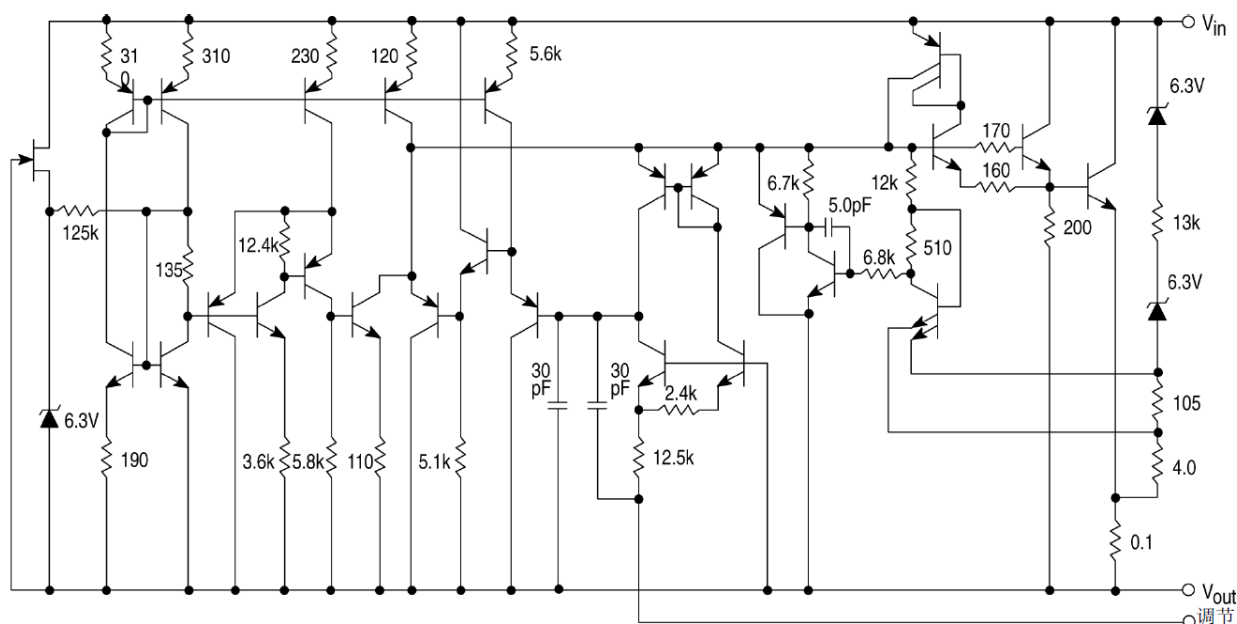 V_in
31
0
310
230
120
5.6k
6.3V
170
160
6.7k
12k
5.0pF
125k
12.4k
200
13k
135
510
6.8k
6.3V
30
pF
30
pF
2.4k
105
6.3V
190
3.6k
5.8k
110
5.1k
12.5k
4.0
0.1
V_out
调节